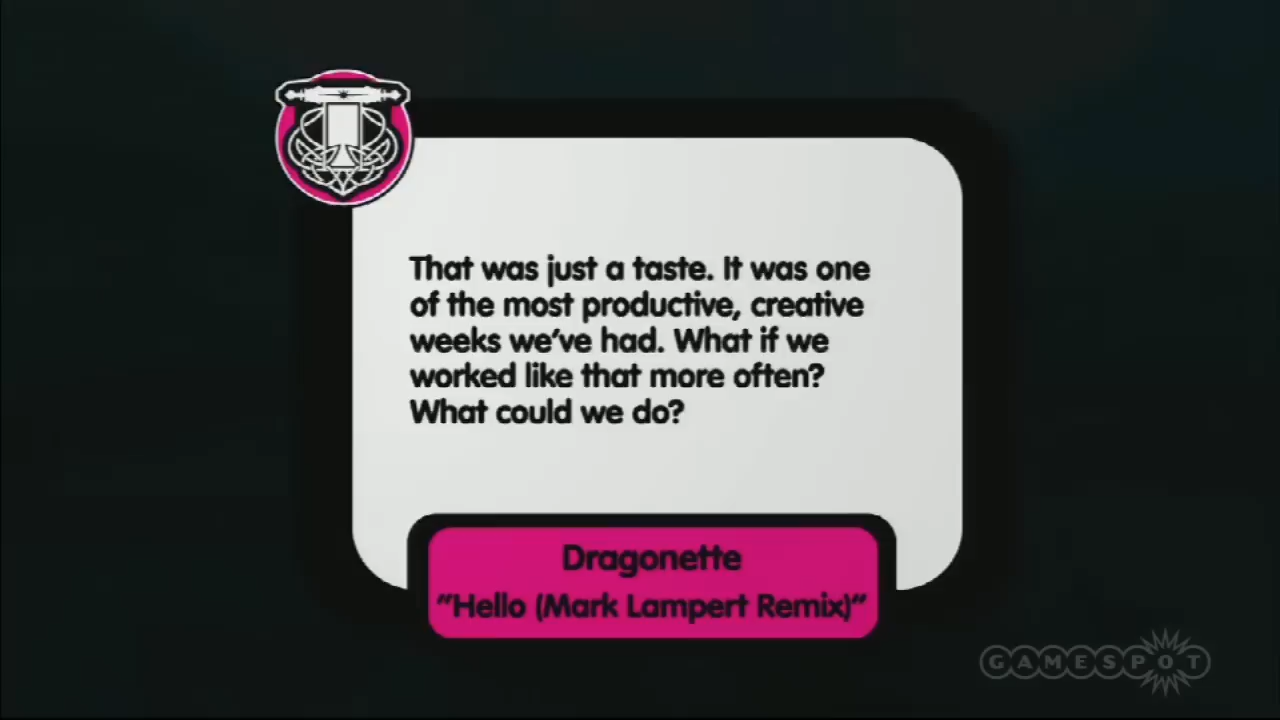 That was just a taste. It was one
of the most productive, creative
weeks we've had. What if we
worked like that more often?
What could we do?
Dragonette
"Hello (Mark Lampert Remix)"
GAMESPOT